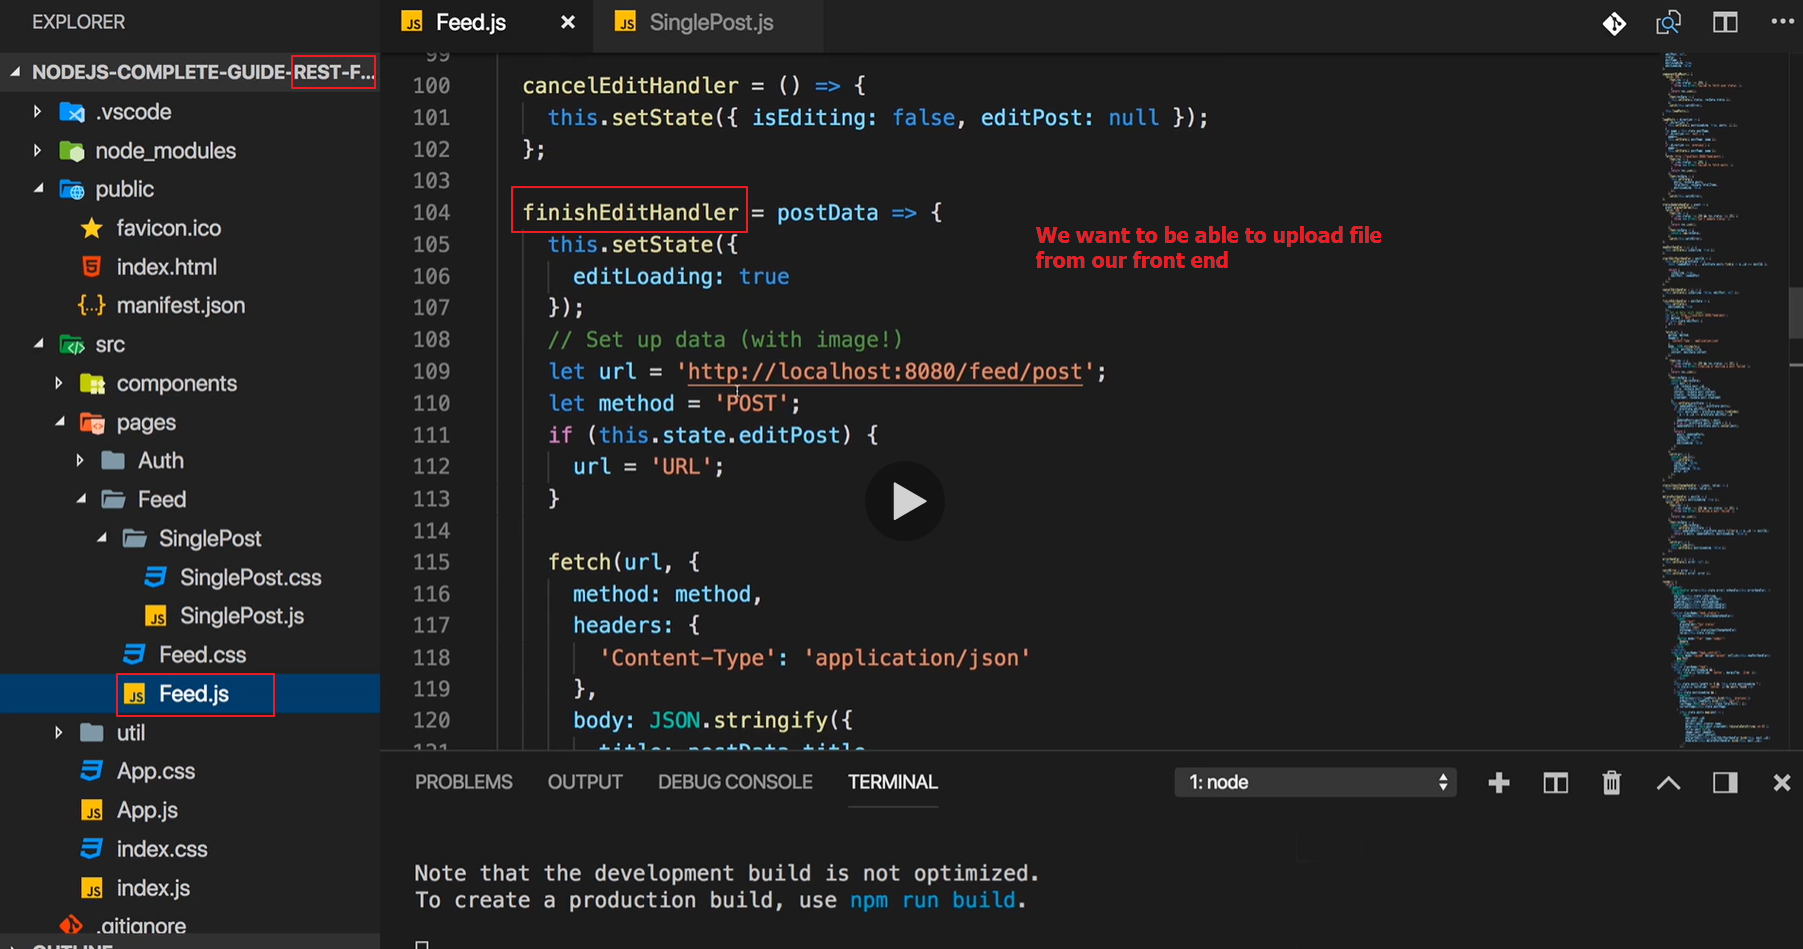 EXPLORER
NODEJS-COMPLETE-GUIDE-REST-F...
.vscode
node_modules
public
favicon.ico
index.html
manifest.json
src
components
pages
Auth
Feed
SinglePost
SinglePost.css
SinglePost.js
Feed.css
Feed.js
util
App.css
App.js
index.css
index.js
.gitignore
OUTLINE
Feed.js
SinglePost.js
99
100 cancelEditHandler = () => {
101 this.setState({ isEditing: false, editPost: null });
102 };
103
104 finishEditHandler = postData => {
105 this.setState({
106 editLoading: true
107 });
108 // Set up data (with image!)
109 let url = 'http://localhost:8080/feed/post';
110 let method = 'POST';
111 if (this.state.editPost) {
112 url = 'URL';
113 }
114
115 fetch(url, {
116 method: method,
117 headers: {
118 'Content-Type': 'application/json'
119 },
120 body: JSON.stringify({
121 title: postData.title
We want to be able to upload file
from our front end
PROBLEMS OUTPUT DEBUG CONSOLE TERMINAL
1: node
Note that the development build is not optimized.
To create a production build, use npm run build.